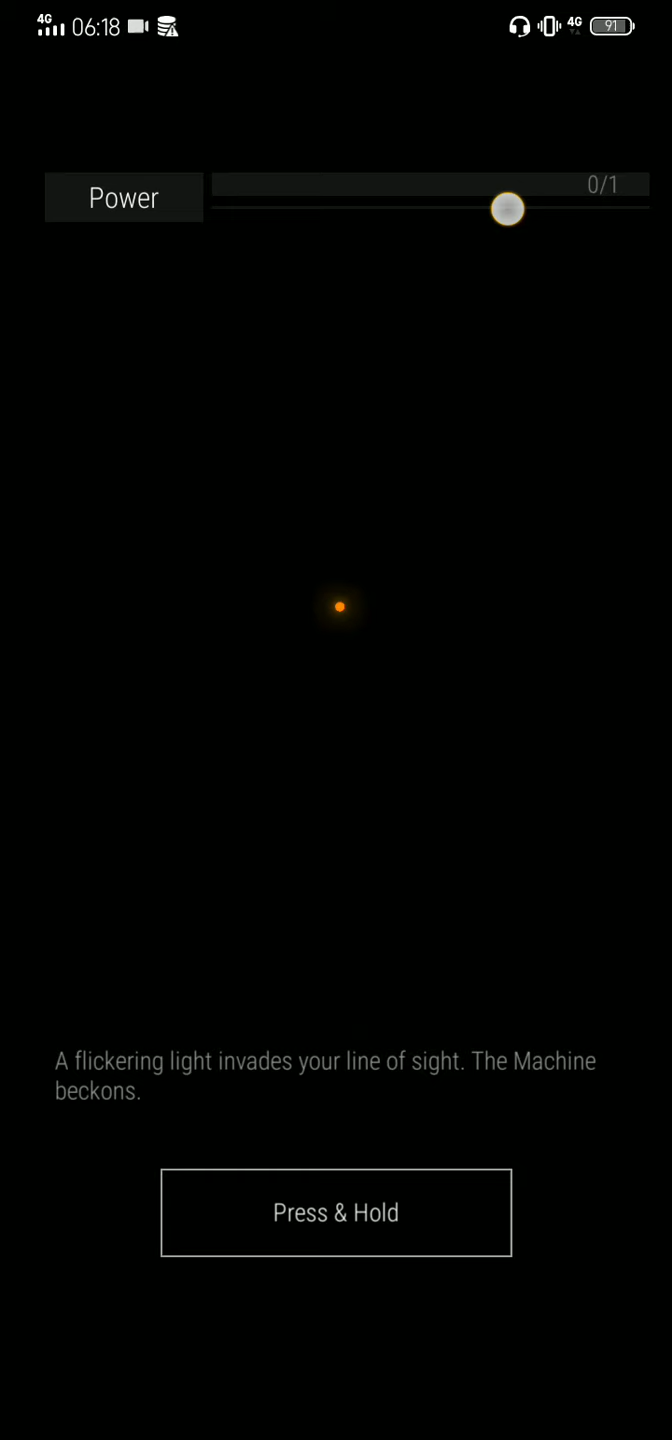 4G 06:18 4G 91
Power
0/1
A flickering light invades your line of sight. The Machine
beckons.
Press & Hold